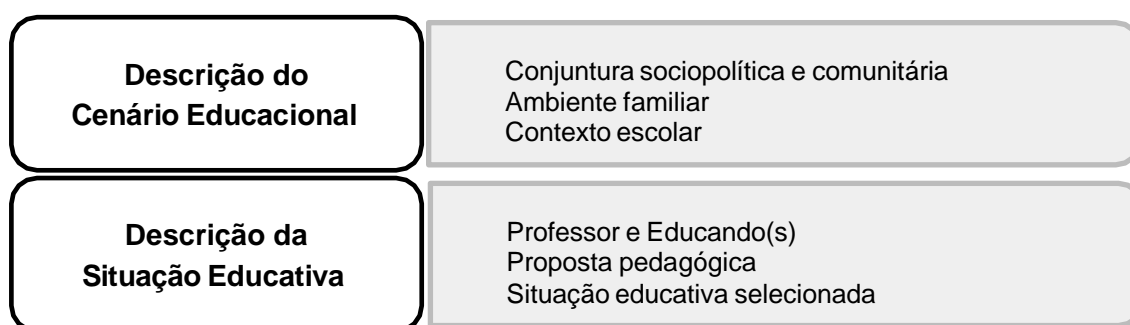 Descrição do
Cenário Educacional
Conjuntura sociopolítica e comunitária
Ambiente familiar
Contexto escolar
Descrição da
Situação Educativa
Professor e Educando(s)
Proposta pedagógica
Situação educativa selecionada